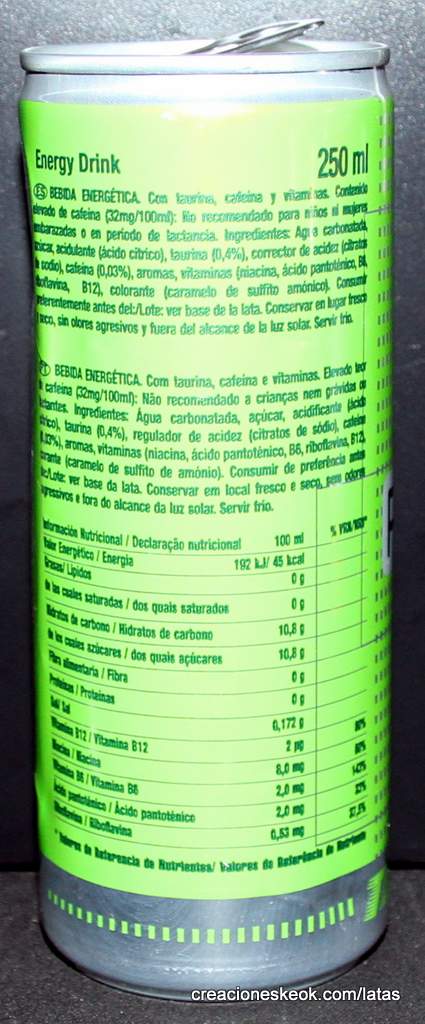 Energy Drink 250 ml
ES BEBIDA ENERGÉTICA. Con taurina, cafeína y vitaminas. Contenido
elevado de cafeína (32mg/100ml): No recomendado para niños ni mujeres
embarazadas o en periodo de lactancia. Ingredientes: Agua carbonatada,
azúcar, acidulante (ácido cítrico), taurina (0,4%), corrector de acidez (citratos
de sodio), cafeína (0,03%), aromas, vitaminas (niacina, ácido pantoténico, B6,
riboflavina, B12), colorante (caramelo de sulfito amónico). Consumir
preferentemente antes del:/Lote: ver base de la lata. Conservar en lugar fresco
y seco, sin olores agresivos y fuera del alcance de la luz solar. Servir frío.
PT BEBIDA ENERGÉTICA. Com taurina, cafeína e vitaminas. Elevado teor
de cafeína (32mg/100ml): Não recomendado a crianças nem grávidas ou
lactantes. Ingredientes: Água carbonatada, açúcar, acidificante (ácido
cítrico), taurina (0,4%), regulador de acidez (citratos de sódio), cafeína
(0,03%), aromas, vitaminas (niacina, ácido pantoténico, B6, riboflavina, B12),
corante (caramelo de sulfito de amónio). Consumir de preferência antes
de:/Lote: ver base da lata. Conservar em local fresco e seco, sem odores
agressivos e fora do alcance da luz solar. Servir frio.
Información Nutricional / Declaração nutricional 100 ml % VRN/
Valor Energético / Energia 192 kJ/ 45 kcal
Grasas/ Lípidos 0 g
de las cuales saturadas / dos quais saturados 0 g
Hidratos de carbono / Hidratos de carbono 10,8 g
de los cuales azúcares / dos quais açúcares 10,8 g
Fibra alimentaria / Fibra 0 g
Proteínas / Proteínas 0 g
Sal/ Sal 0,172 g
Vitamina B12 / Vitamina B12 2 µg 80%
Niacina / Niacina 8,0 mg 50%
Vitamina B6 / Vitamina B6 2,0 mg 142%
Ácido pantoténico / Ácido pantoténico 2,0 mg 33%
Riboflavina / Riboflavina 0,53 mg 37,5%
* Valores de Referencia de Nutrientes/ Valores de Referência de Nutriente
creacioneskeok.com/latas